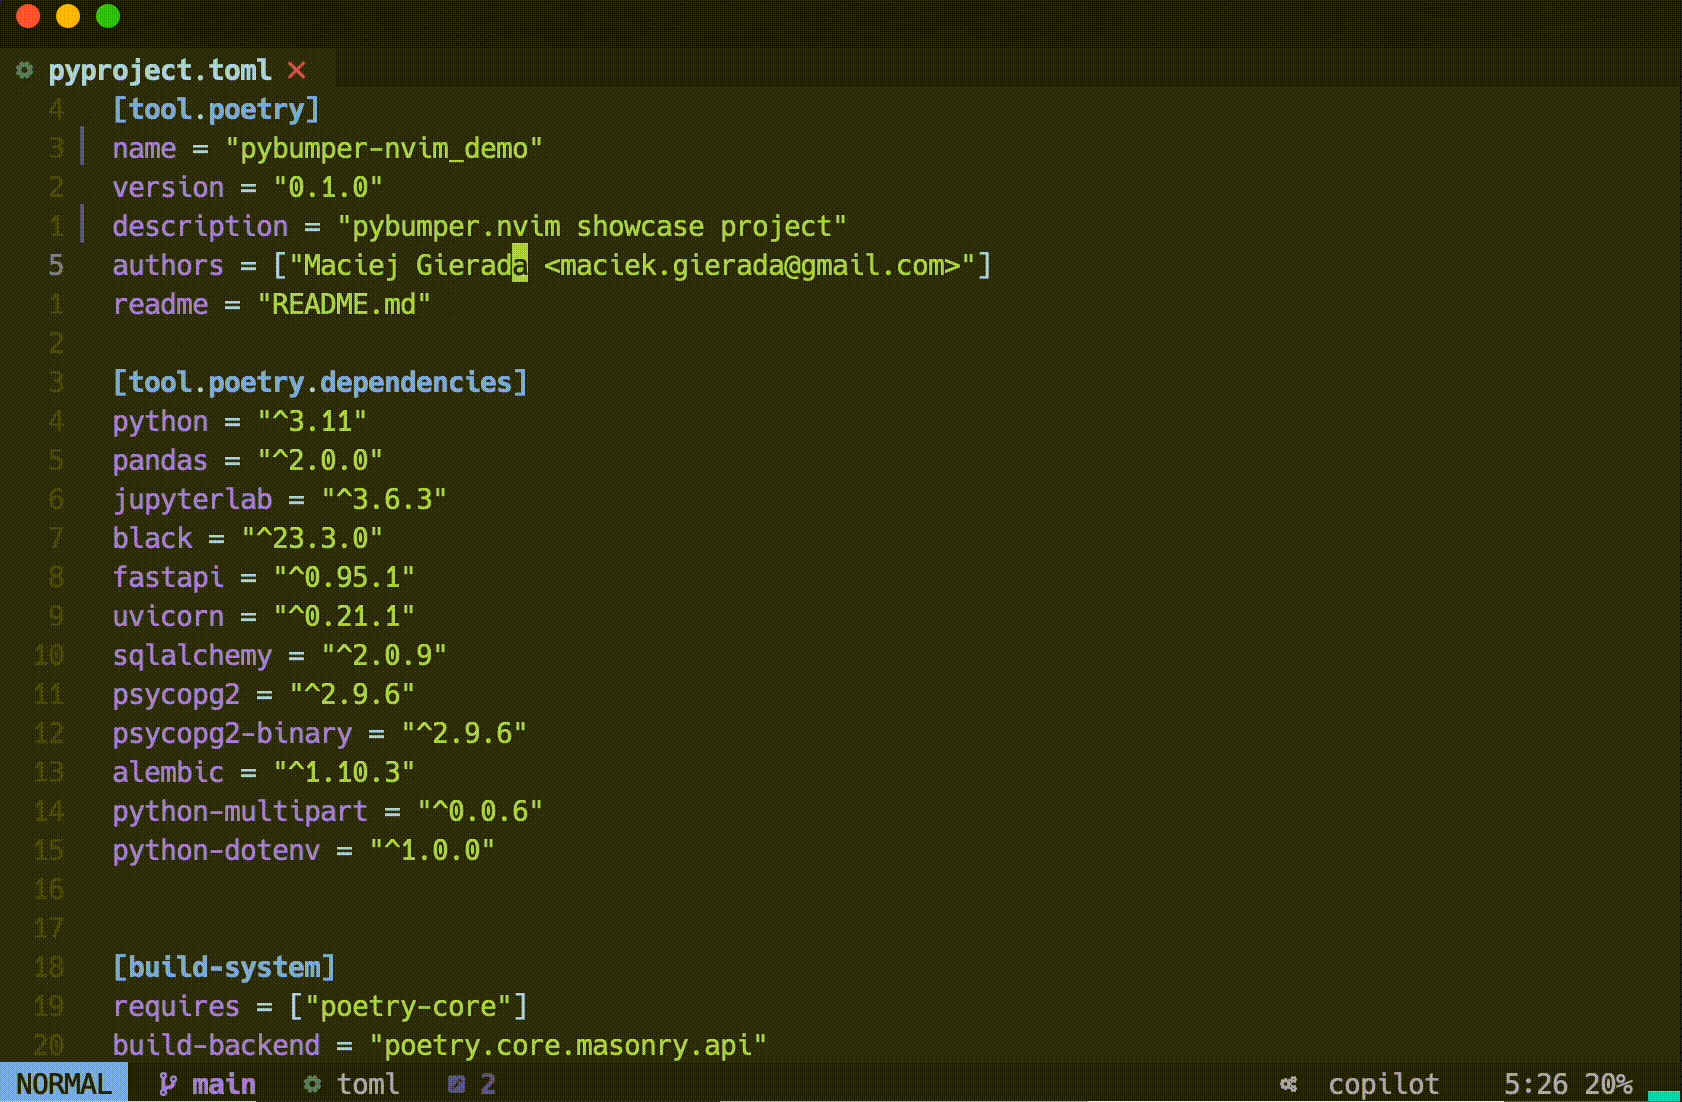 pyproject.toml
4 [tool.poetry]
3 name = "pybumper-nvim_demo"
2 version = "0.1.0"
1 description = "pybumper.nvim showcase project"
5 authors = ["Maciej Gierada <maciek.gierada@gmail.com>"]
1 readme = "README.md"
2
3 [tool.poetry.dependencies]
4 python = "^3.11"
5 pandas = "^2.0.0"
6 jupyterlab = "^3.6.3"
7 black = "^23.3.0"
8 fastapi = "^0.95.1"
9 uvicorn = "^0.21.1"
10 sqlalchemy = "^2.0.9"
11 psycopg2 = "^2.9.6"
12 psycopg2-binary = "^2.9.6"
13 alembic = "^1.10.3"
14 python-multipart = "^0.0.6"
15 python-dotenv = "^1.0.0"
16
17
18 [build-system]
19 requires = ["poetry-core"]
20 build-backend = "poetry.core.masonry.api"
NORMAL main toml 2 copilot 5:26 20%